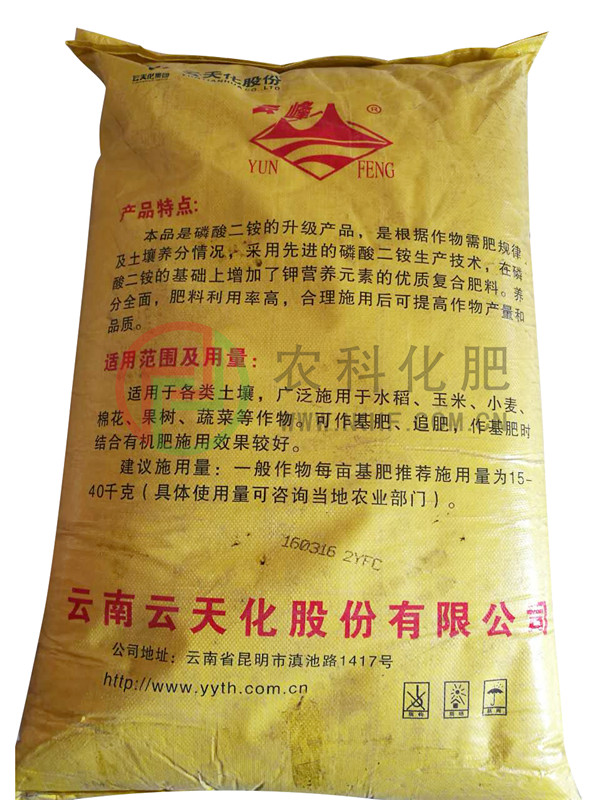 云天化集团 云天化股份
YUNTIANHUA CO. LTD
云峰®
YUN FENG
产品特点:
本品是磷酸二铵的升级产品，是根据作物需肥规律
及土壤养分情况，采用先进的磷酸二铵生产技术，在磷
酸二铵的基础上增加了钾营养元素的优质复合肥料。养
分全面，肥料利用率高，合理施用后可提高作物产量和
品质。
适用范围及用量:
农科化肥
适用于各类土壤，广泛施用于水稻、玉米、小麦、
棉花、果树、蔬菜等作物。可作基肥、追肥，作基肥时
结合有机肥施用效果较好。
建议施用量：一般作物每亩基肥推荐施用量为15-
40千克（具体使用量可咨询当地农业部门）。
160316 2YFC
云南云天化股份有限公司
公司地址：云南省昆明市滇池路1417号
http://www.yyth.com.cn